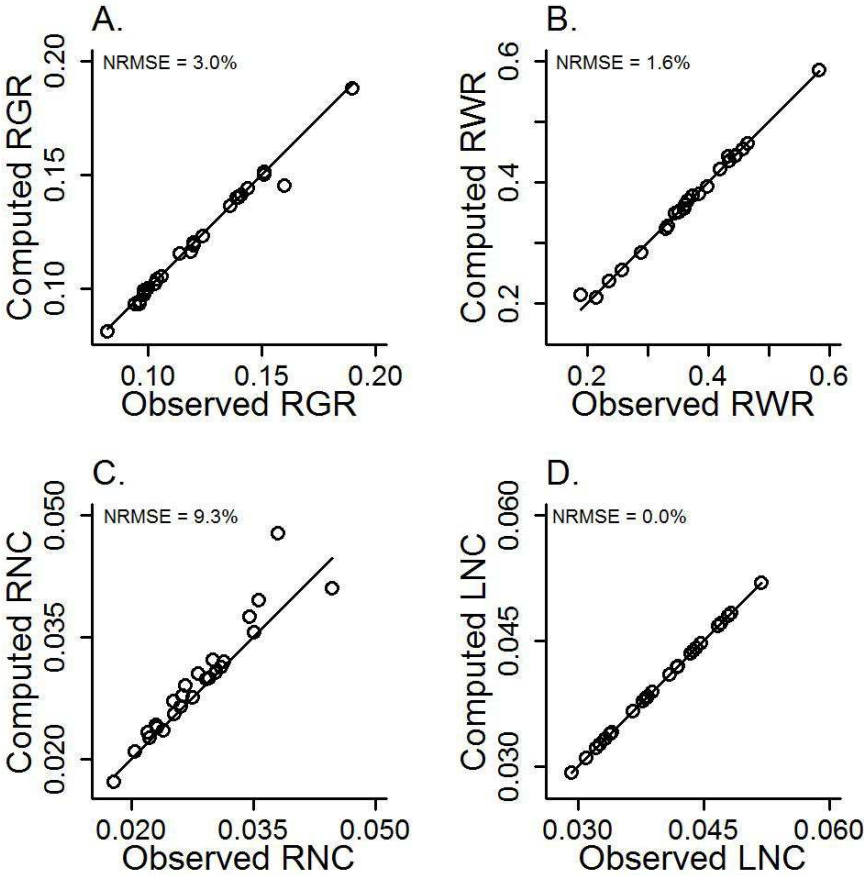 A.
NRMSE = 3.0%
Computed RGR
0.20
0.15
0.10
0.10 0.15 0.20
Observed RGR
B.
NRMSE = 1.6%
Computed RWR
0.6
0.4
0.2
0.2 0.4 0.6
Observed RWR
C.
NRMSE = 9.3%
Computed RNC
0.050
0.035
0.020
0.020 0.035 0.050
Observed RNC
D.
NRMSE = 0.0%
Computed LNC
0.060
0.045
0.030
0.030 0.045 0.060
Observed LNC